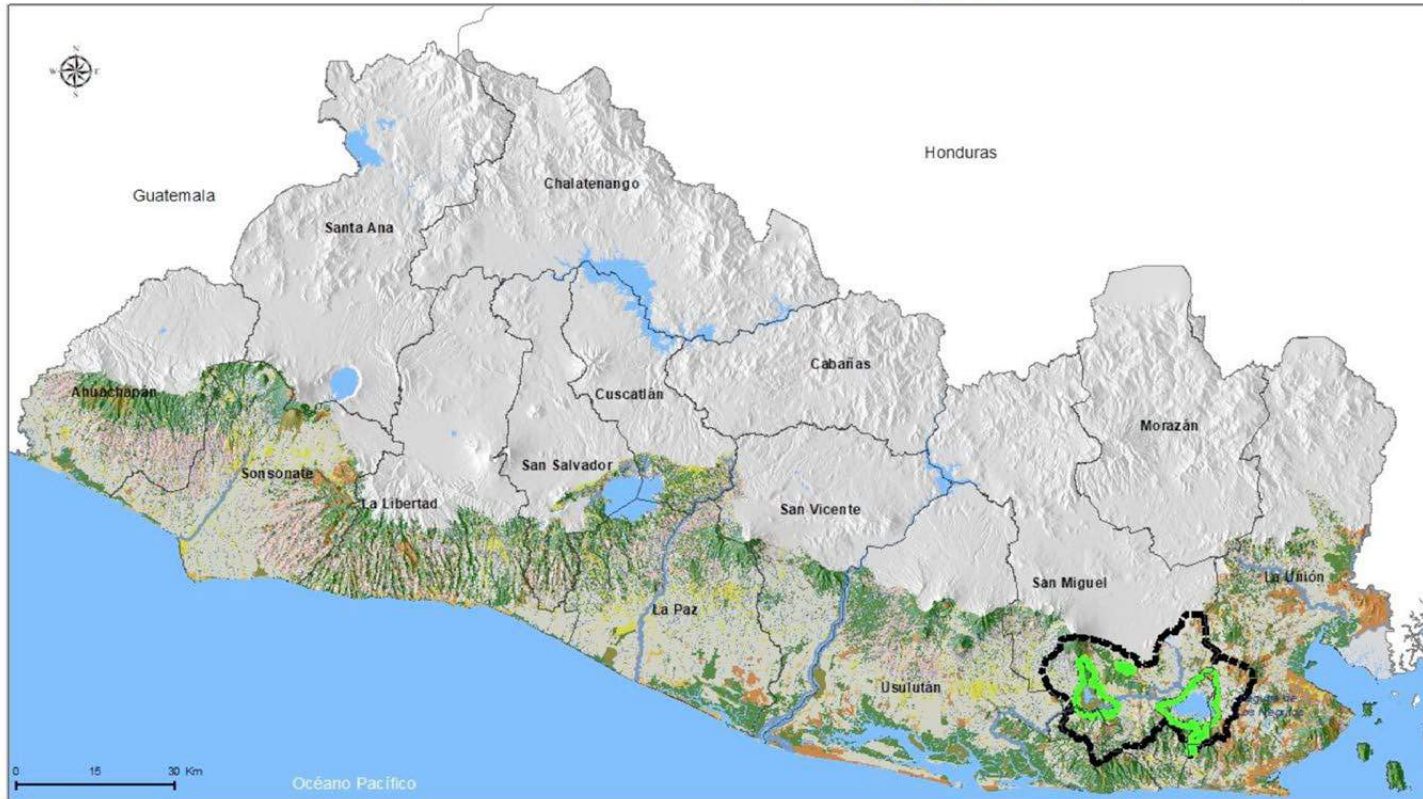 N
W E
S
Honduras
Guatemala
Chalatenango
Santa Ana
Cabañas
Ahuachapán
Cuscatlán
Morazán
Sonsonate
San Salvador
La Libertad
San Vicente
La Unión
San Miguel
La Paz
Usulután
0 15 30 Km
Océano Pacífico